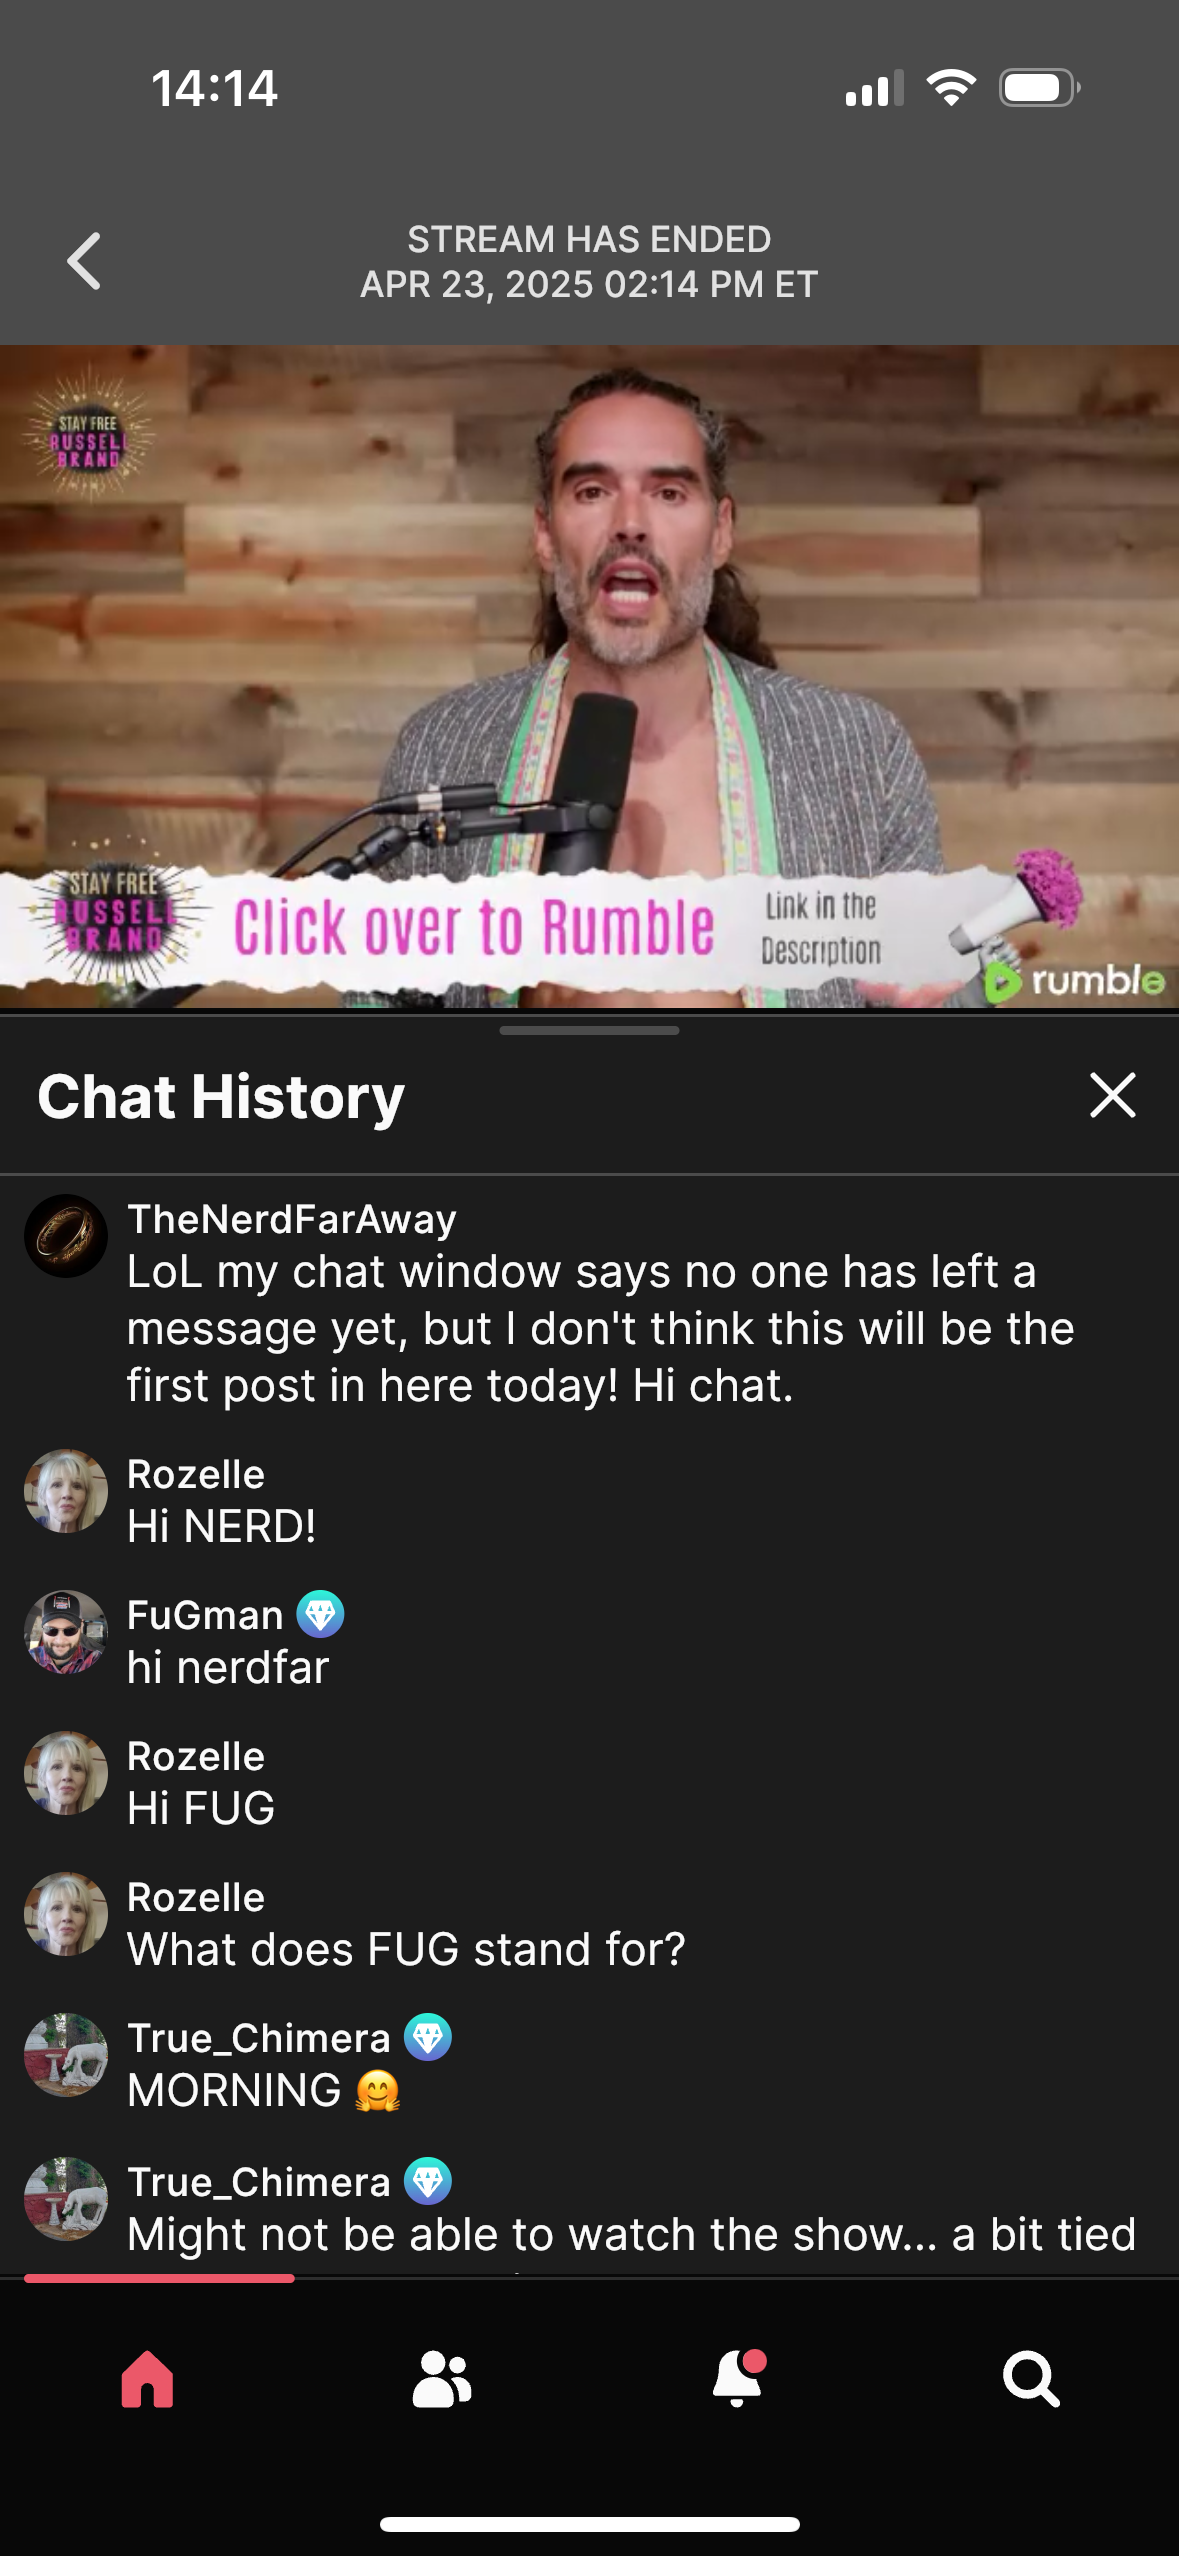 14:14
STREAM HAS ENDED
APR 23, 2025 02:14 PM ET
STAY FREE
RUSSELL
BRAND
STAY FREE
RUSSELL
BRAND
Click over to Rumble
Link in the
Description
rumble
Chat History
TheNerdFarAway
LoL my chat window says no one has left a
message yet, but I don't think this will be the
first post in here today! Hi chat.
Rozelle
Hi NERD!
FuGman
hi nerdfar
Rozelle
Hi FUG
Rozelle
What does FUG stand for?
True_Chimera
MORNING 🤗
True_Chimera
Might not be able to watch the show... a bit tied